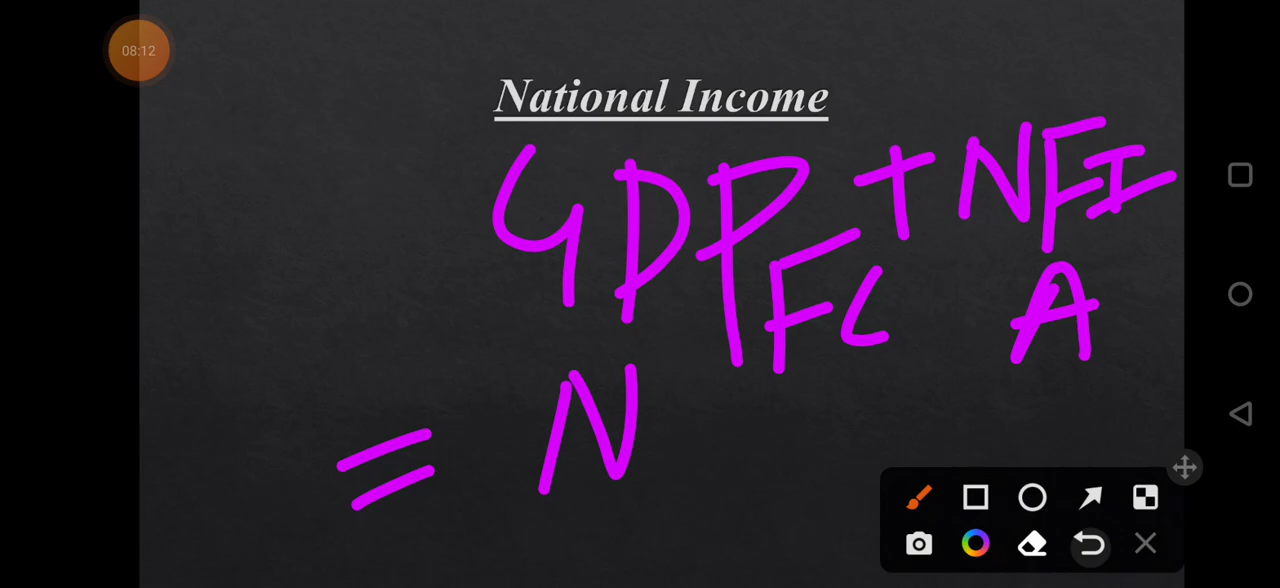 08:12
National Income
GDP FC + NFI
A
= N